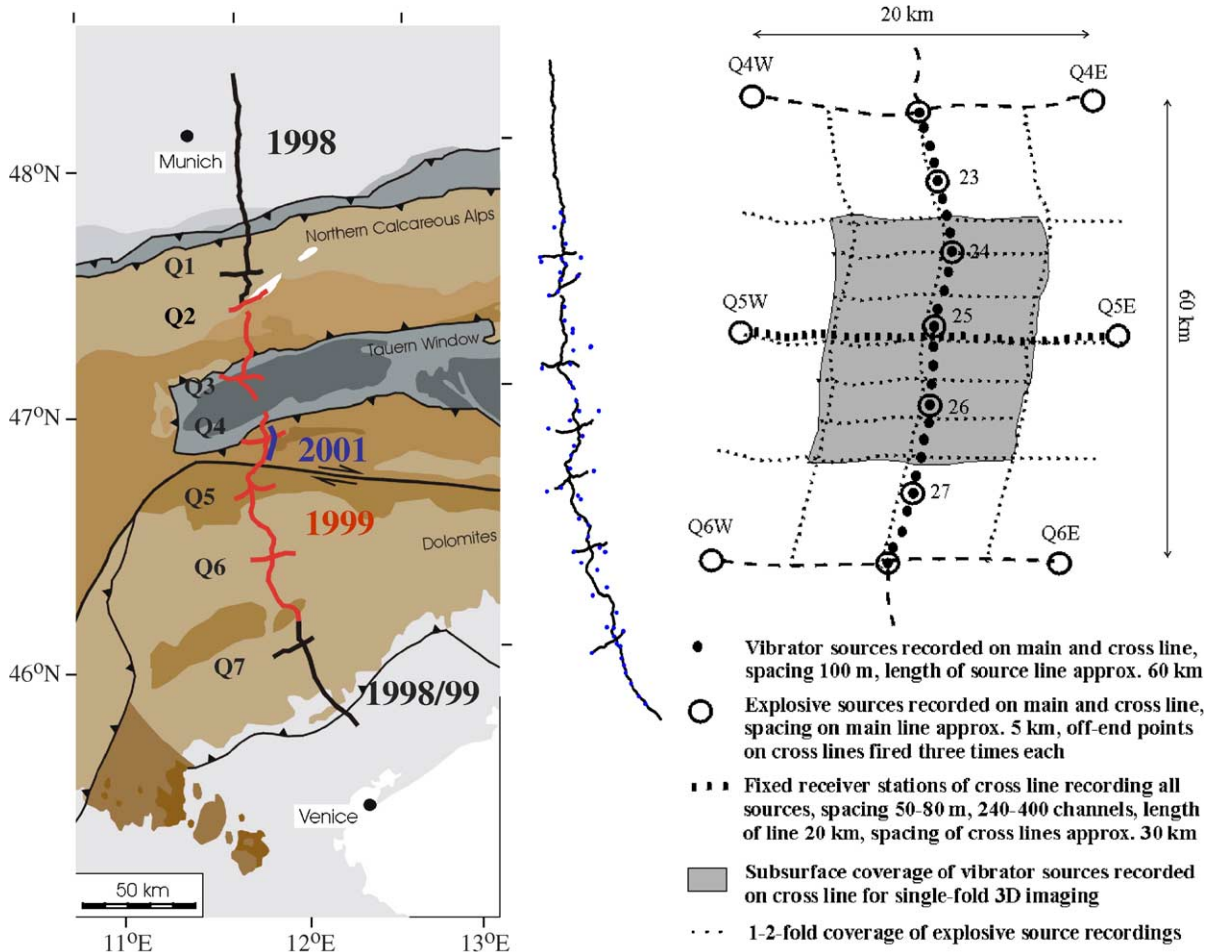 48°N
47°N
46°N
11°E
12°E
13°E
Munich
1998
Northern Calcareous Alps
Q1
Q2
Tauern Window
Q3
Q4
2001
Q5
1999
Dolomites
Q6
Q7
1998/99
Venice
50 km
20 km
Q4W
Q4E
23
24
Q5W
25
Q5E
26
27
Q6W
Q6E
60 km
Vibrator sources recorded on main and cross line,
spacing 100 m, length of source line approx. 60 km
Explosive sources recorded on main and cross line,
spacing on main line approx. 5 km, off-end points
on cross lines fired three times each
Fixed receiver stations of cross line recording all
sources, spacing 50-80 m, 240-400 channels, length
of line 20 km, spacing of cross lines approx. 30 km
Subsurface coverage of vibrator sources recorded
on cross line for single-fold 3D imaging
1-2-fold coverage of explosive source recordings